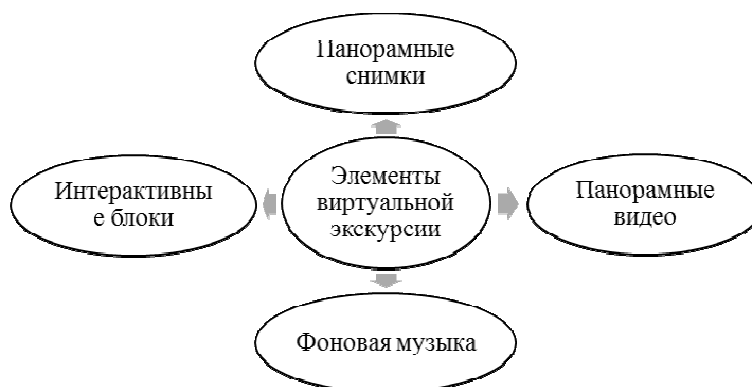 Панорамные
снимки
Интерактивны
е блоки
Элементы
виртуальной
экскурсии
Панорамные
видео
Фоновая музыка